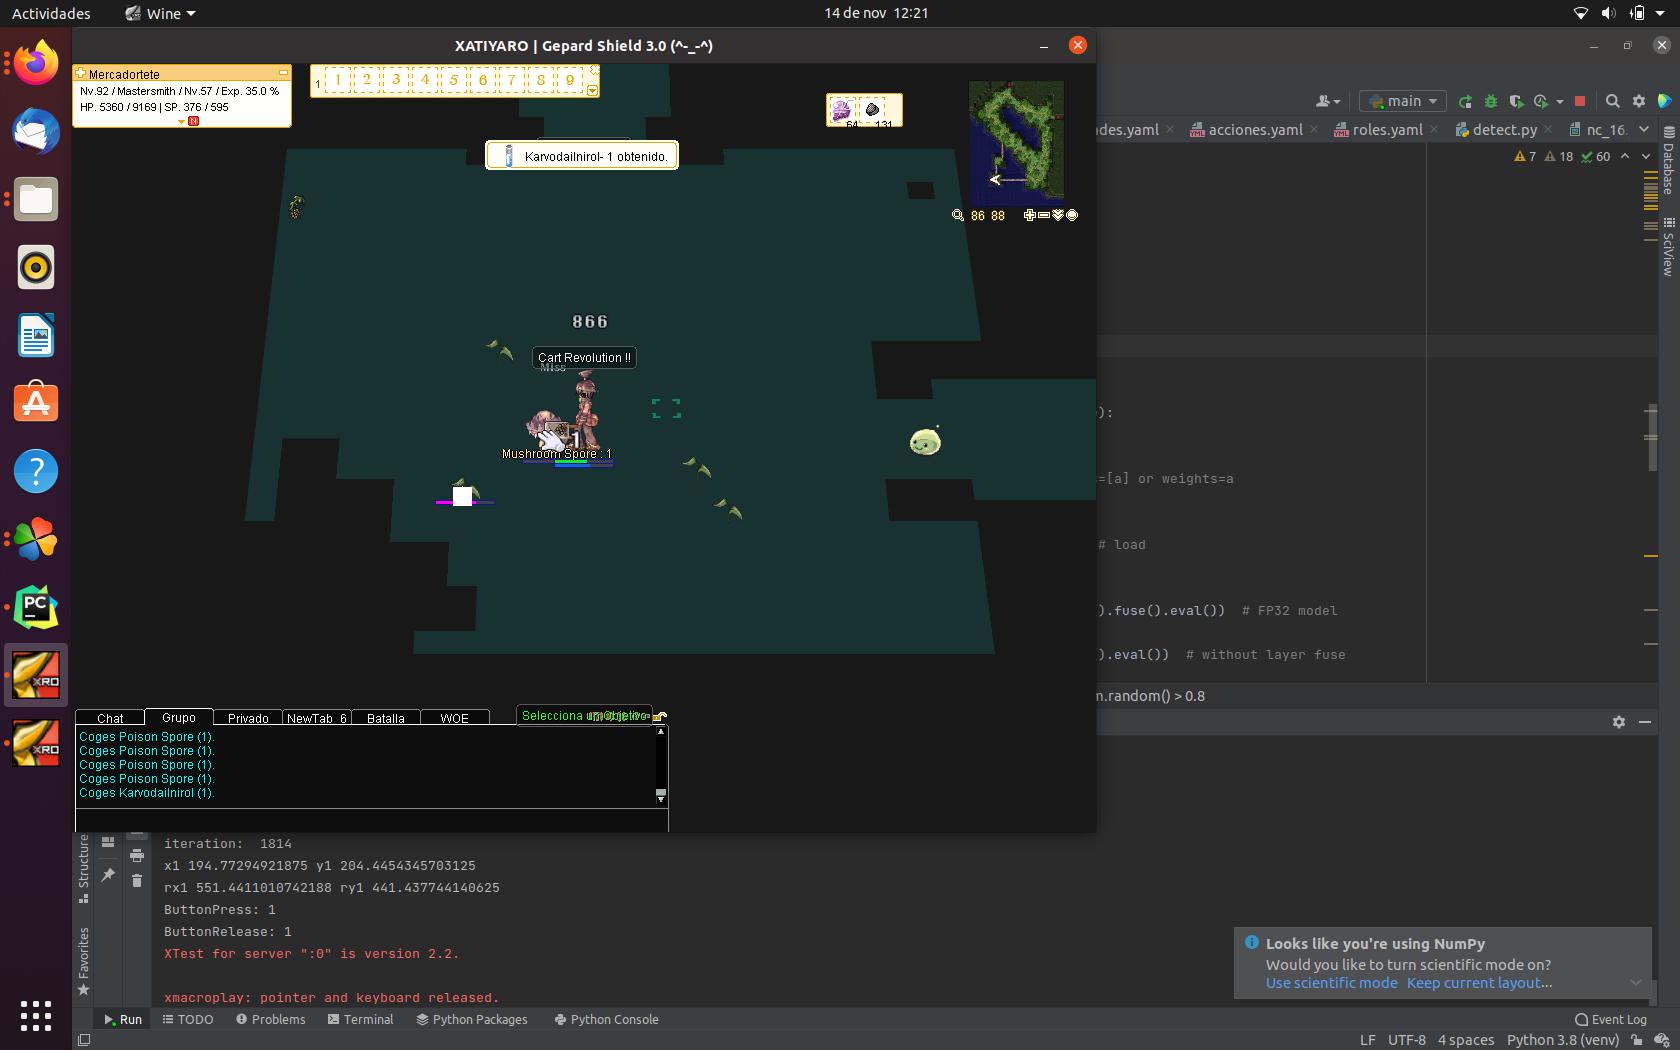 Actividades
Wine
14 de nov 12:21
XATIYARO | Gepard Shield 3.0 (^-_-^)
Mercadortete
Nv.92 / Mastersmith / Nv.57 / Exp. 35.0 %
HP. 5360 / 9169 | SP. 376 / 595
N
1
1 2 3 4 5 6 7 8 9
64 131
Karvodailnirol- 1 obtenido.
86 88
866
Cart Revolution !!
Miss
1
Mushroom Spore : 1
Chat
Grupo
Privado
NewTab_6
Batalla
WOE
Coges Poison Spore (1).
Coges Poison Spore (1).
Coges Poison Spore (1).
Coges Poison Spore (1).
Coges Karvodailnirol (1).
main
des.yaml
acciones.yaml
roles.yaml
detect.py
nc_16.
7 18 60
):
=[a] or weights=a
# load
).fuse().eval()) # FP32 model
).eval()) # without layer fuse
m.random() > 0.8
Database
SciView
Structure
Favorites
iteration: 1814
x1 194.77294921875 y1 204.4454345703125
rx1 551.4411010742188 ry1 441.437744140625
ButtonPress: 1
ButtonRelease: 1
XTest for server ":0" is version 2.2.
xmacroplay: pointer and keyboard released.
Looks like you're using NumPy
Would you like to turn scientific mode on?
Use scientific mode Keep current layout...
Run
TODO
Problems
Terminal
Python Packages
Python Console
Event Log
LF UTF-8 4 spaces Python 3.8 (venv)
PC
XRO
XRO